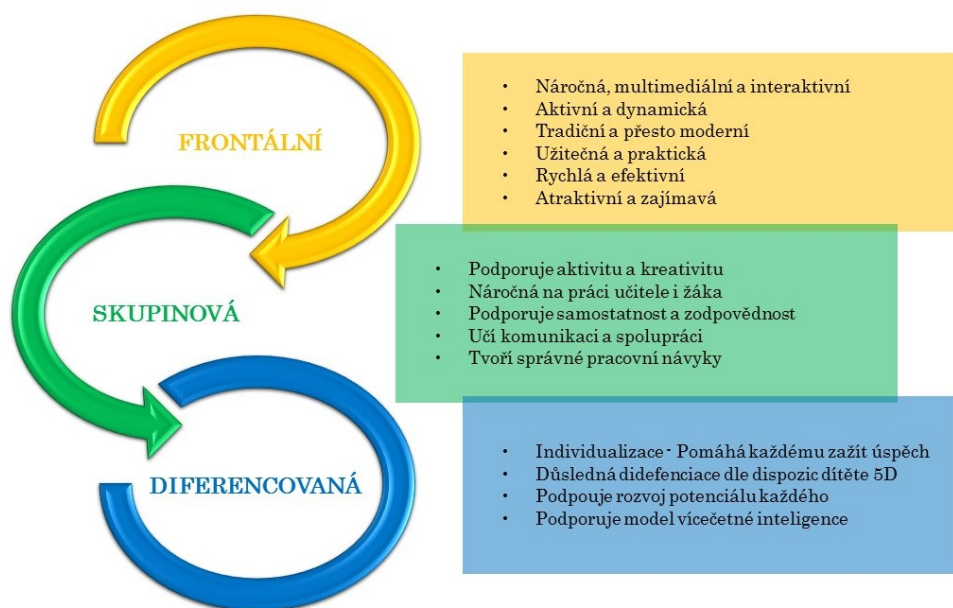 FRONTÁLNÍ
• Náročná, multimediální a interaktivní
• Aktivní a dynamická
• Tradiční a přesto moderní
• Užitečná a praktická
• Rychlá a efektivní
• Atraktivní a zajímavá
SKUPINOVÁ
• Podporuje aktivitu a kreativitu
• Náročná na práci učitele i žáka
• Podporuje samostatnost a zodpovědnost
• Učí komunikaci a spolupráci
• Tvoří správné pracovní návyky
DIFERENCOVANÁ
• Individualizace - Pomáhá každému zažít úspěch
• Důsledná didefenciace dle dispozic dítěte 5D
• Podpouje rozvoj potenciálu každého
• Podporuje model vícečetné inteligence